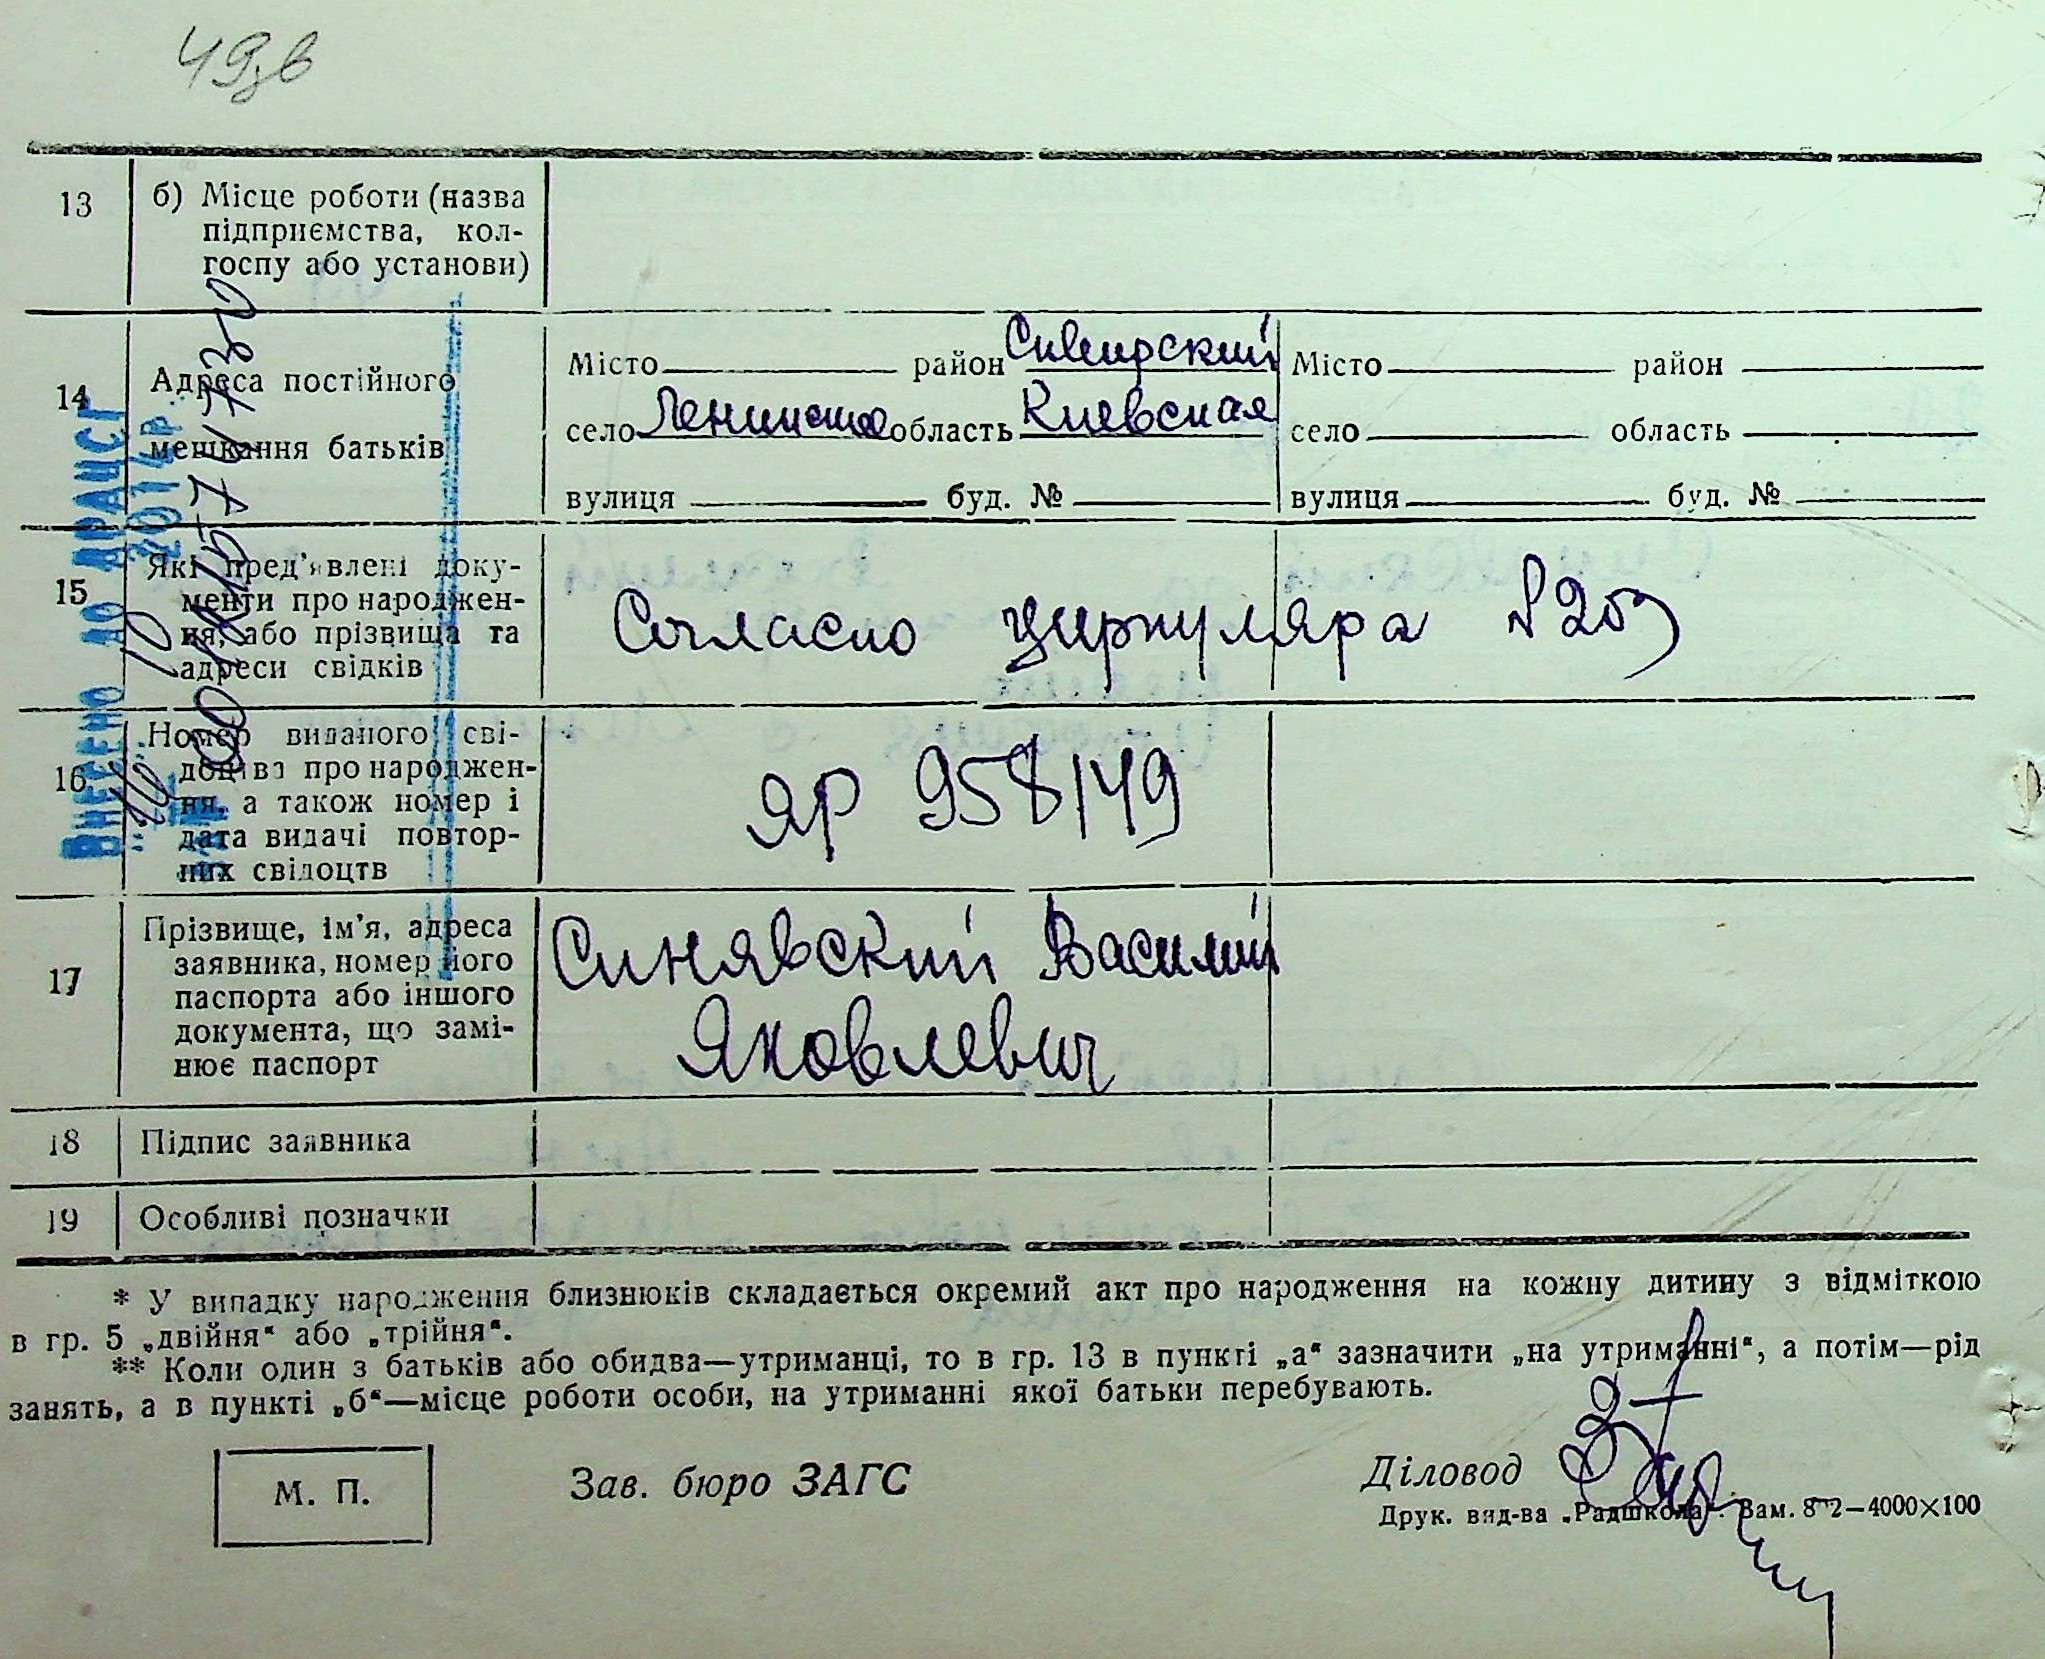 49зв
13 б) Місце роботи (назва
підприємства, кол-
госпу або установи)
14 Адреса постійного
мешкання батьків
Місто район Сквирский
село область Киевская
вулиця буд. №
Місто район
село область
вулиця буд. №
15 Які пред'явлені доку-
менти про народжен-
ня, або прізвища та
адреси свідків
Согласно циркуляра
16 Номер виданого сві-
доцтва про народжен-
ня, а також номер і
дата видачі повтор-
них свідоцтв
ЯР 958149
17 Прізвище, ім'я, адреса
заявника, номер його
паспорта або іншого
документа, що замі-
нює паспорт
Синявский Василий
Яковлевич
18 Підпис заявника
19 Особливі позначки
Внесено до ДРАЦСГ
2014 р.
* У випадку народження близнюків складається окремий акт про народження на кожну дитину з відміткою
в гр. 5 „двійня“ або „трійня“.
** Коли один з батьків або обидва—утриманці, то в гр. 13 в пункті „а“ зазначити „на утриманні“, а потім—рід
занять, а в пункті „б“—місце роботи особи, на утриманні якої батьки перебувають.
М. П.
Зав. бюро ЗАГС
Діловод
Друк. вид-ва „Радшкола“. Зам. 4000×100